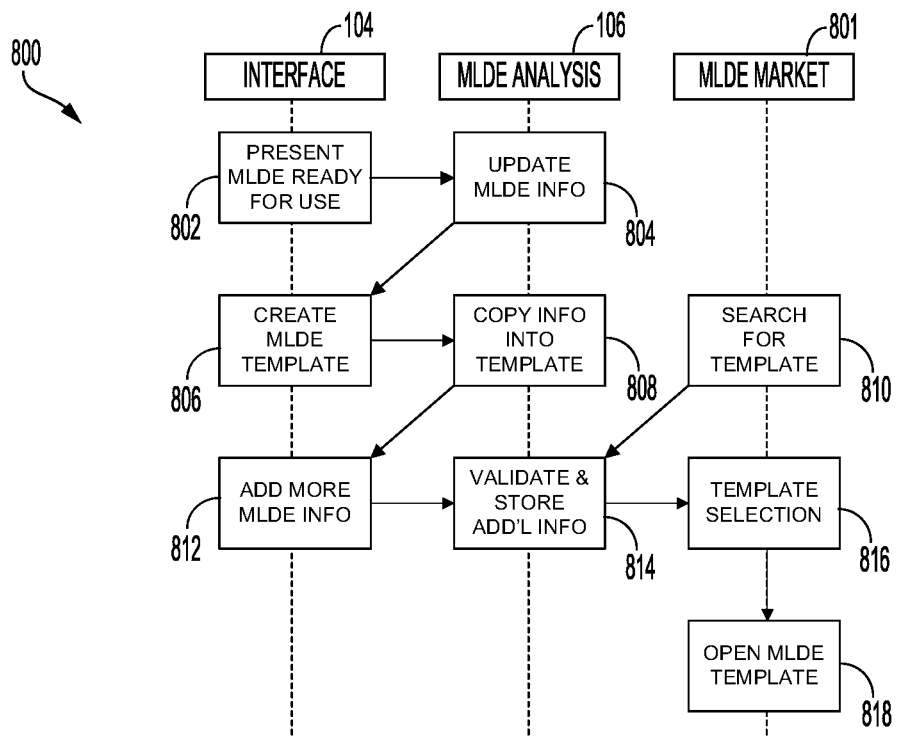 800
104
106
801
INTERFACE
MLDE ANALYSIS
MLDE MARKET
PRESENT
MLDE READY
FOR USE
802
UPDATE
MLDE INFO
804
CREATE
MLDE
TEMPLATE
806
COPY INFO
INTO
TEMPLATE
808
SEARCH
FOR
TEMPLATE
810
ADD MORE
MLDE INFO
812
VALIDATE &
STORE
ADD'L INFO
814
TEMPLATE
SELECTION
816
OPEN MLDE
TEMPLATE
818